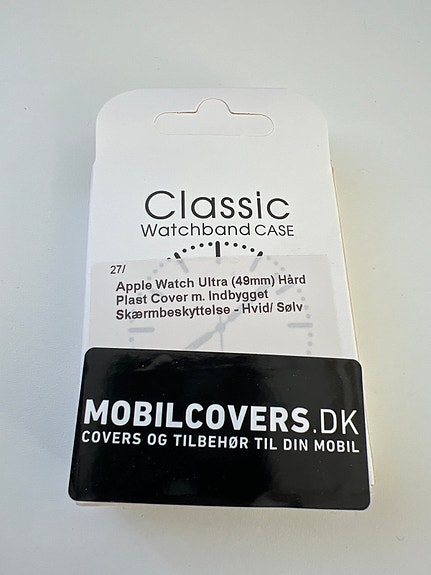 Classic
Watchband CASE
27/
Apple Watch Ultra (49mm) Hård
Plast Cover m. Indbygget
Skærmbeskyttelse - Hvid/ Sølv
MOBILCOVERS.DK
COVERS OG TILBEHØR TIL DIN MOBIL